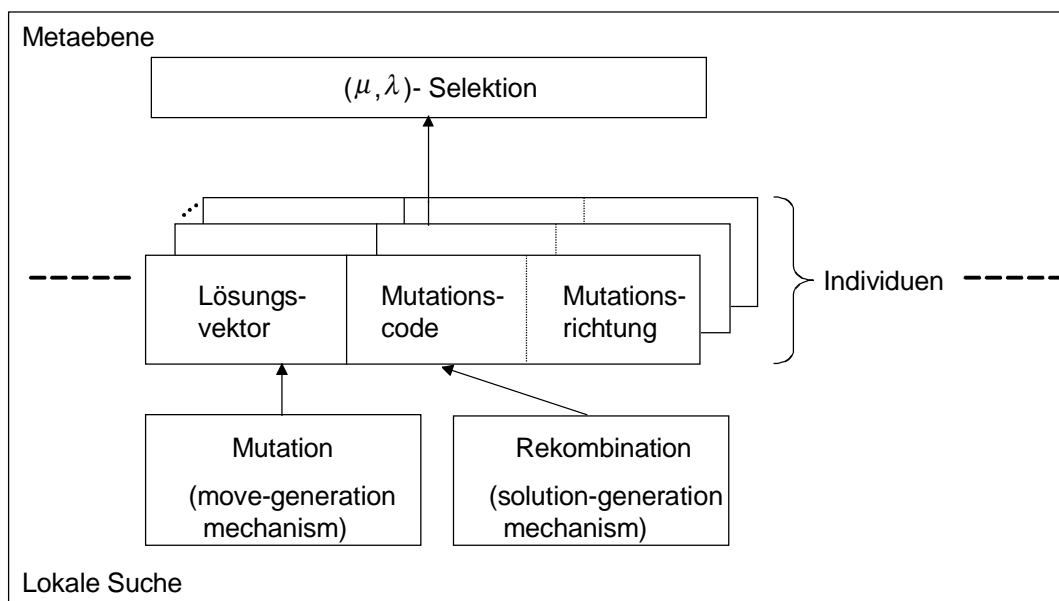 Metaebene
(μ,λ)- Selektion
Lösungs-
vektor
Mutations-
code
Mutations-
richtung
Individuen
Mutation
(move-generation
mechanism)
Rekombination
(solution-generation
mechanism)
Lokale Suche